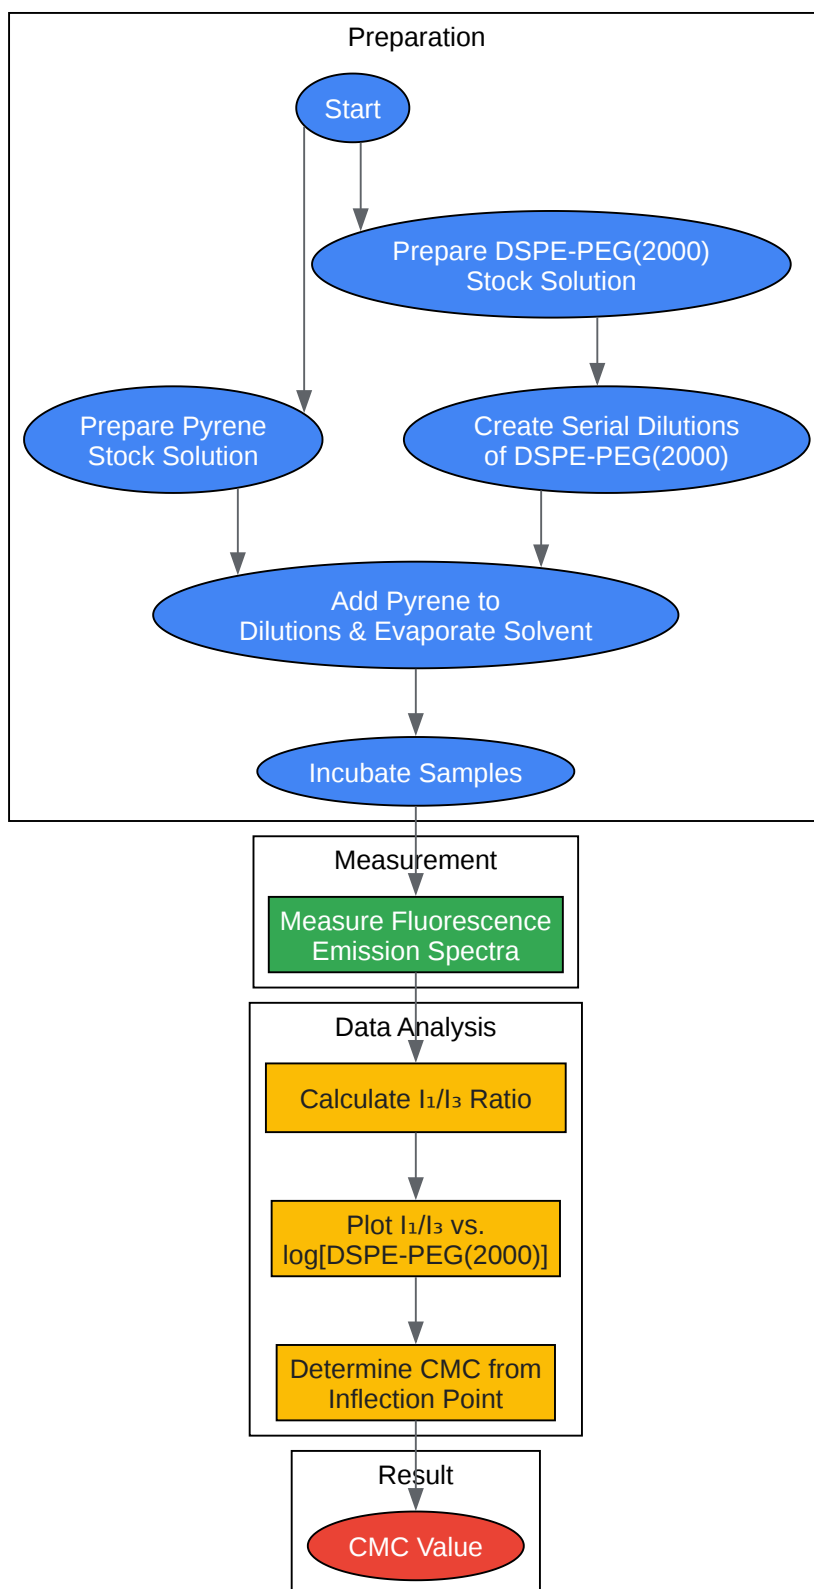 Preparation
Start
Prepare DSPE-PEG(2000)
Stock Solution
Prepare Pyrene
Stock Solution
Create Serial Dilutions
of DSPE-PEG(2000)
Add Pyrene to
Dilutions & Evaporate Solvent
Incubate Samples
Measurement
Measure Fluorescence
Emission Spectra
Data Analysis
Calculate I₁/I₃ Ratio
Plot I₁/I₃ vs.
log[DSPE-PEG(2000)]
Determine CMC from
Inflection Point
Result
CMC Value